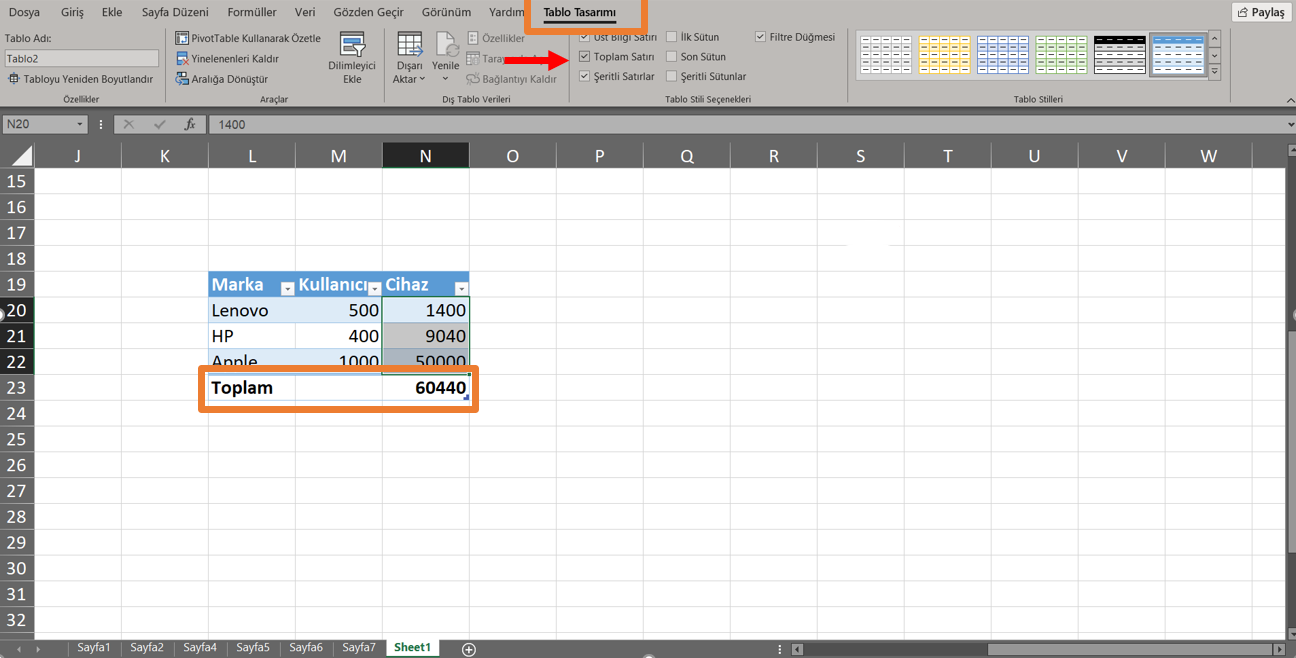 Dosya Giriş Ekle Sayfa Düzeni Formüller Veri Gözden Geçir Görünüm Yardım Tablo Tasarımı Paylaş
Tablo Adı:
Tablo2
Tabloyu Yeniden Boyutlandır
Özellikler
PivotTable Kullanarak Özetle
Yinelenenleri Kaldır
Aralığa Dönüştür
Dilimleyici
Ekle
Araçlar
Dışarı
Aktar
Yenile
Özellikler
Bağlantıyı Kaldır
Dış Tablo Verileri
Üst Bilgi Satırı
Toplam Satırı
Şeritli Satırlar
İlk Sütun
Son Sütun
Şeritli Sütunlar
Filtre Düğmesi
Tablo Stili Seçenekleri
Tablo Stilleri
N20 fx 1400
J K L M N O P Q R S T U V W
15
16
17
18
19 Marka Kullanıcı Cihaz
20 Lenovo 500 1400
21 HP 400 9040
22 Apple 1000 50000
23 Toplam 60440
24
25
26
27
28
29
30
31
32
Sayfa1 Sayfa2 Sayfa4 Sayfa5 Sayfa6 Sayfa7 Sheet1